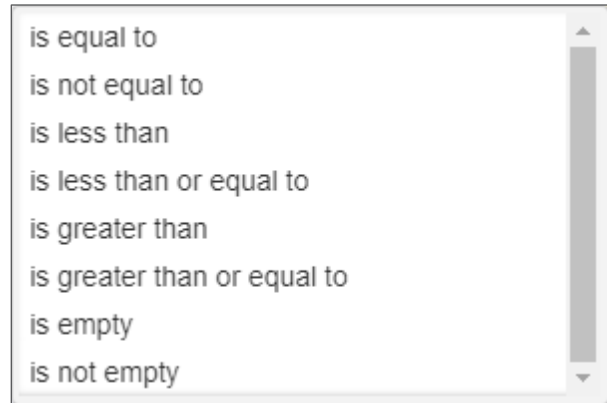 is equal to
is not equal to
is less than
is less than or equal to
is greater than
is greater than or equal to
is empty
is not empty